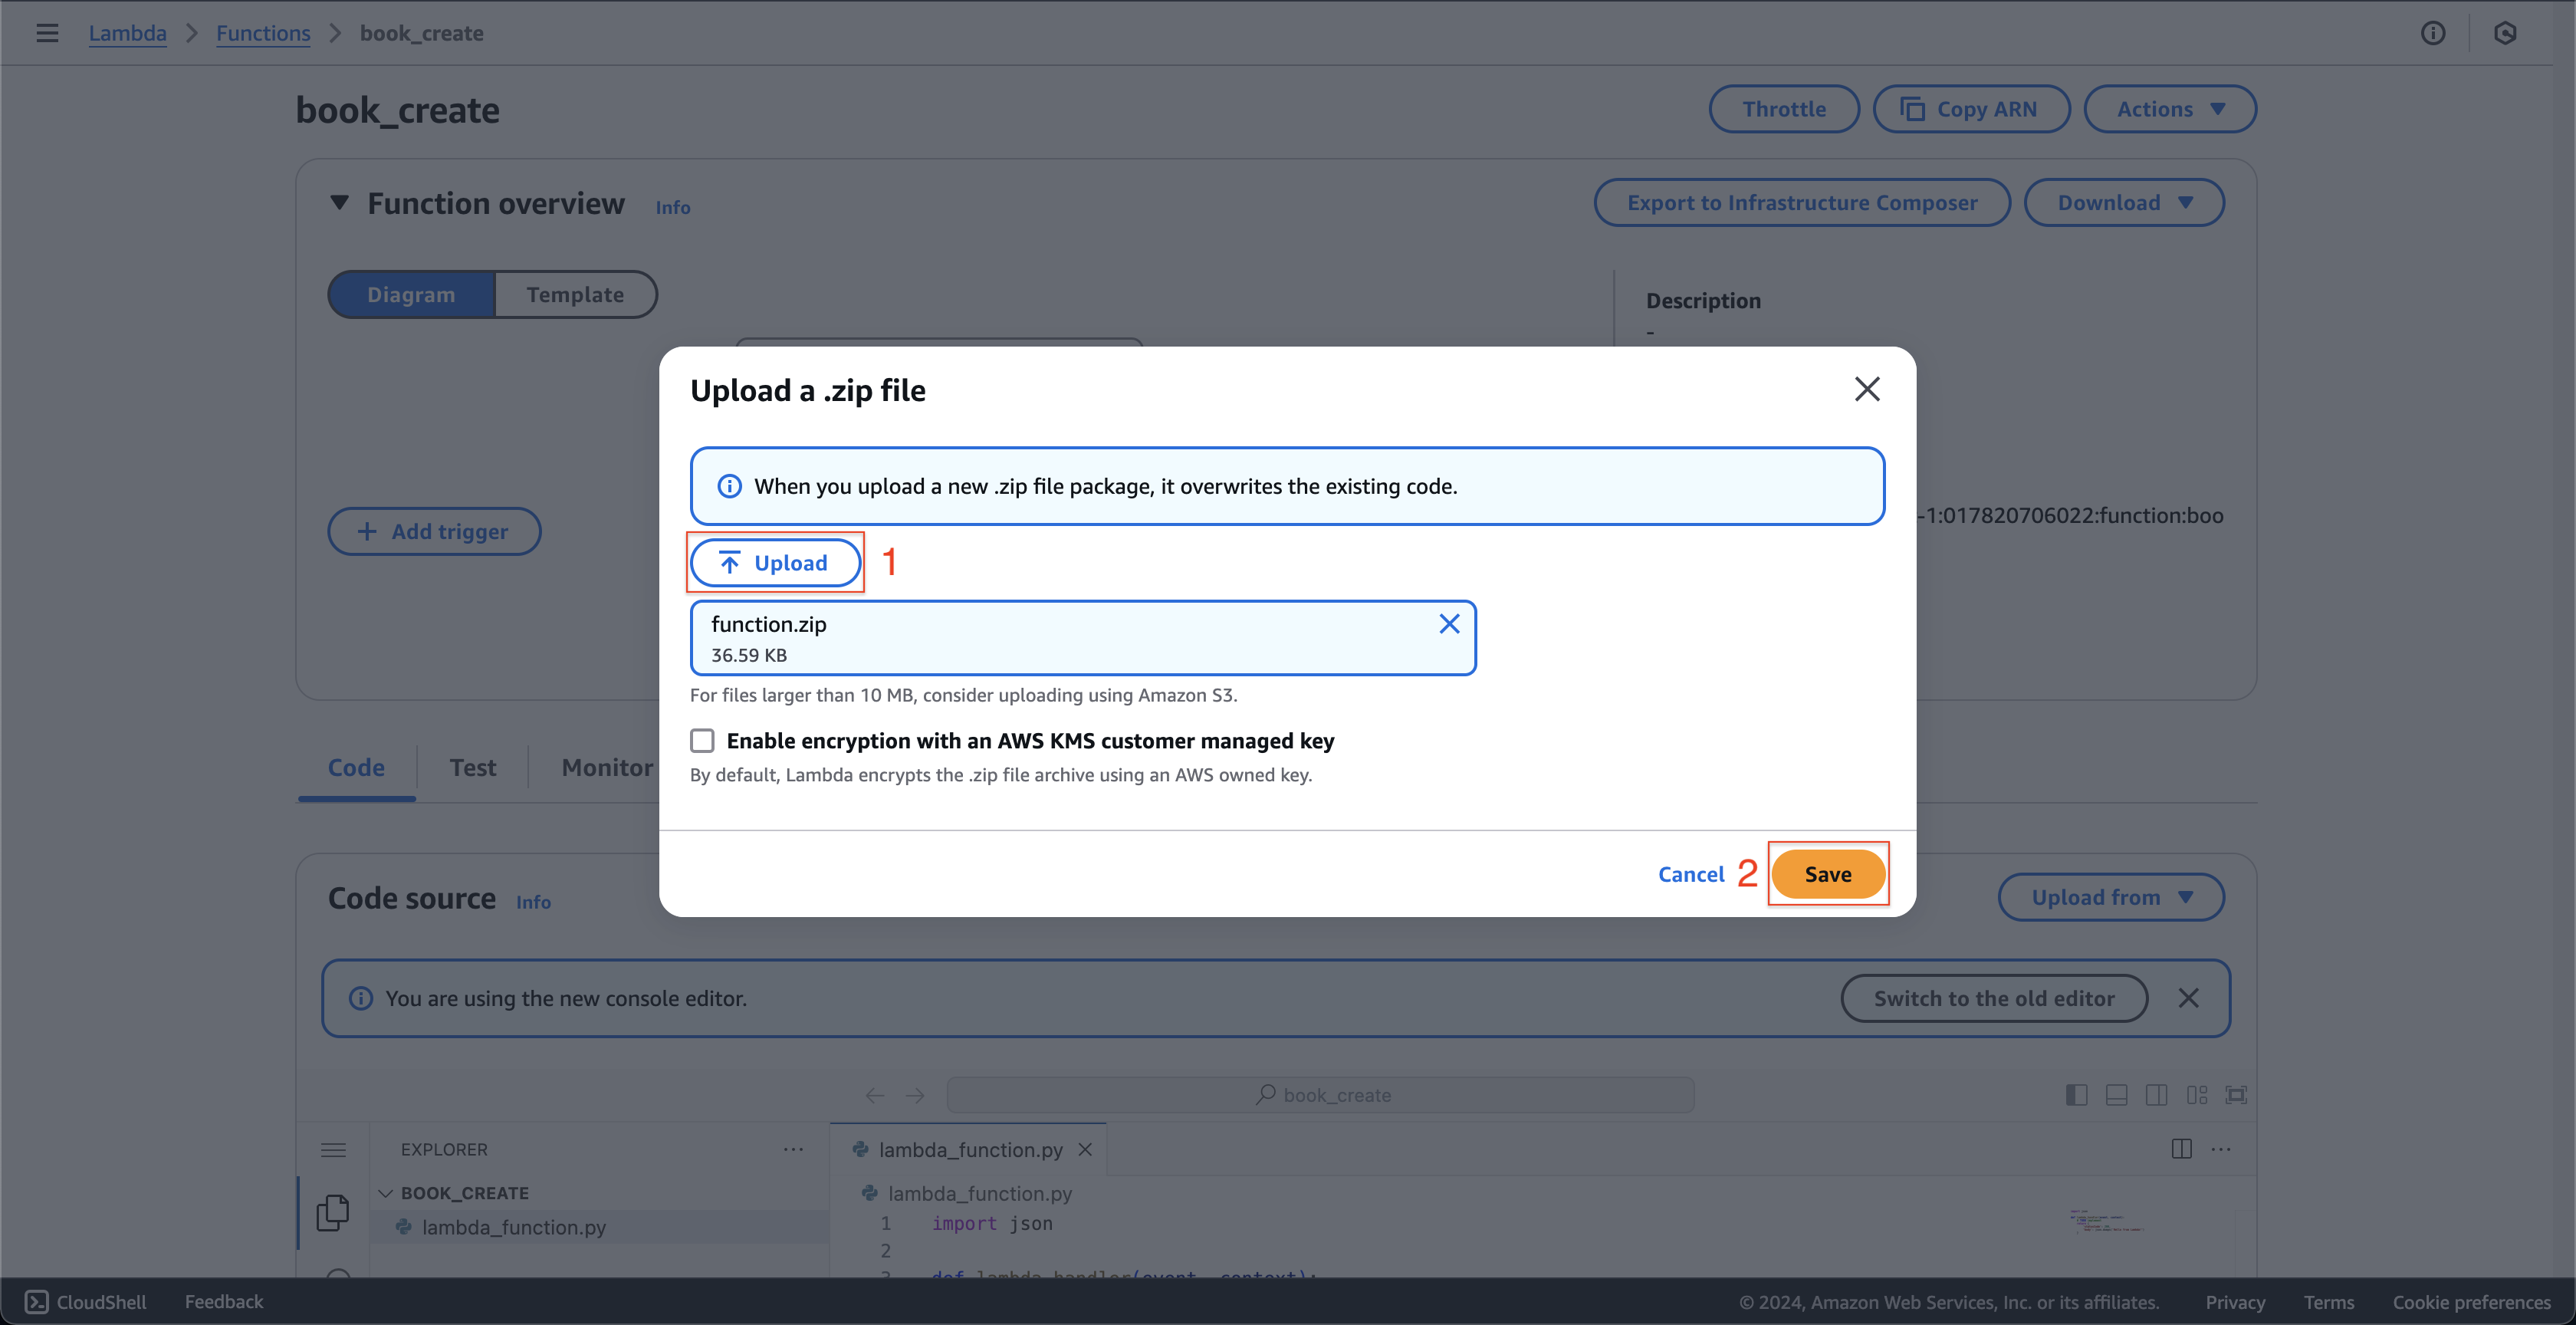 Lambda > Functions > book_create
book_create
Throttle
Copy ARN
Actions
Function overview Info
Export to Infrastructure Composer
Download
Diagram
Template
Description
-
Upload a .zip file
When you upload a new .zip file package, it overwrites the existing code.
-1:017820706022:function:boo
+ Add trigger
Upload 1
function.zip
36.59 KB
For files larger than 10 MB, consider uploading using Amazon S3.
Enable encryption with an AWS KMS customer managed key
By default, Lambda encrypts the .zip file archive using an AWS owned key.
Code
Test
Monitor
Cancel 2 Save
Code source Info
Upload from
You are using the new console editor.
Switch to the old editor
book_create
EXPLORER
lambda_function.py
BOOK_CREATE
lambda_function.py
lambda_function.py
1 import json
2
3 def lambda_handler(event, context):
CloudShell
Feedback
© 2024, Amazon Web Services, Inc. or its affiliates.
Privacy
Terms
Cookie preferences